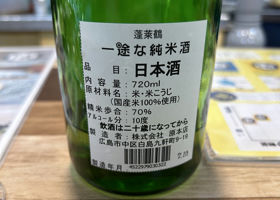 蓬莱鶴
一途な純米酒
品目：日本酒
内容量：720ml
原材料名：米・米こうじ
（国産米100％使用）
精米歩合：70％
アルコール分：10度
飲酒は二十歳になってから
製造者 株式会社 原本店
広島市中区白島九軒町9-19
製造年月